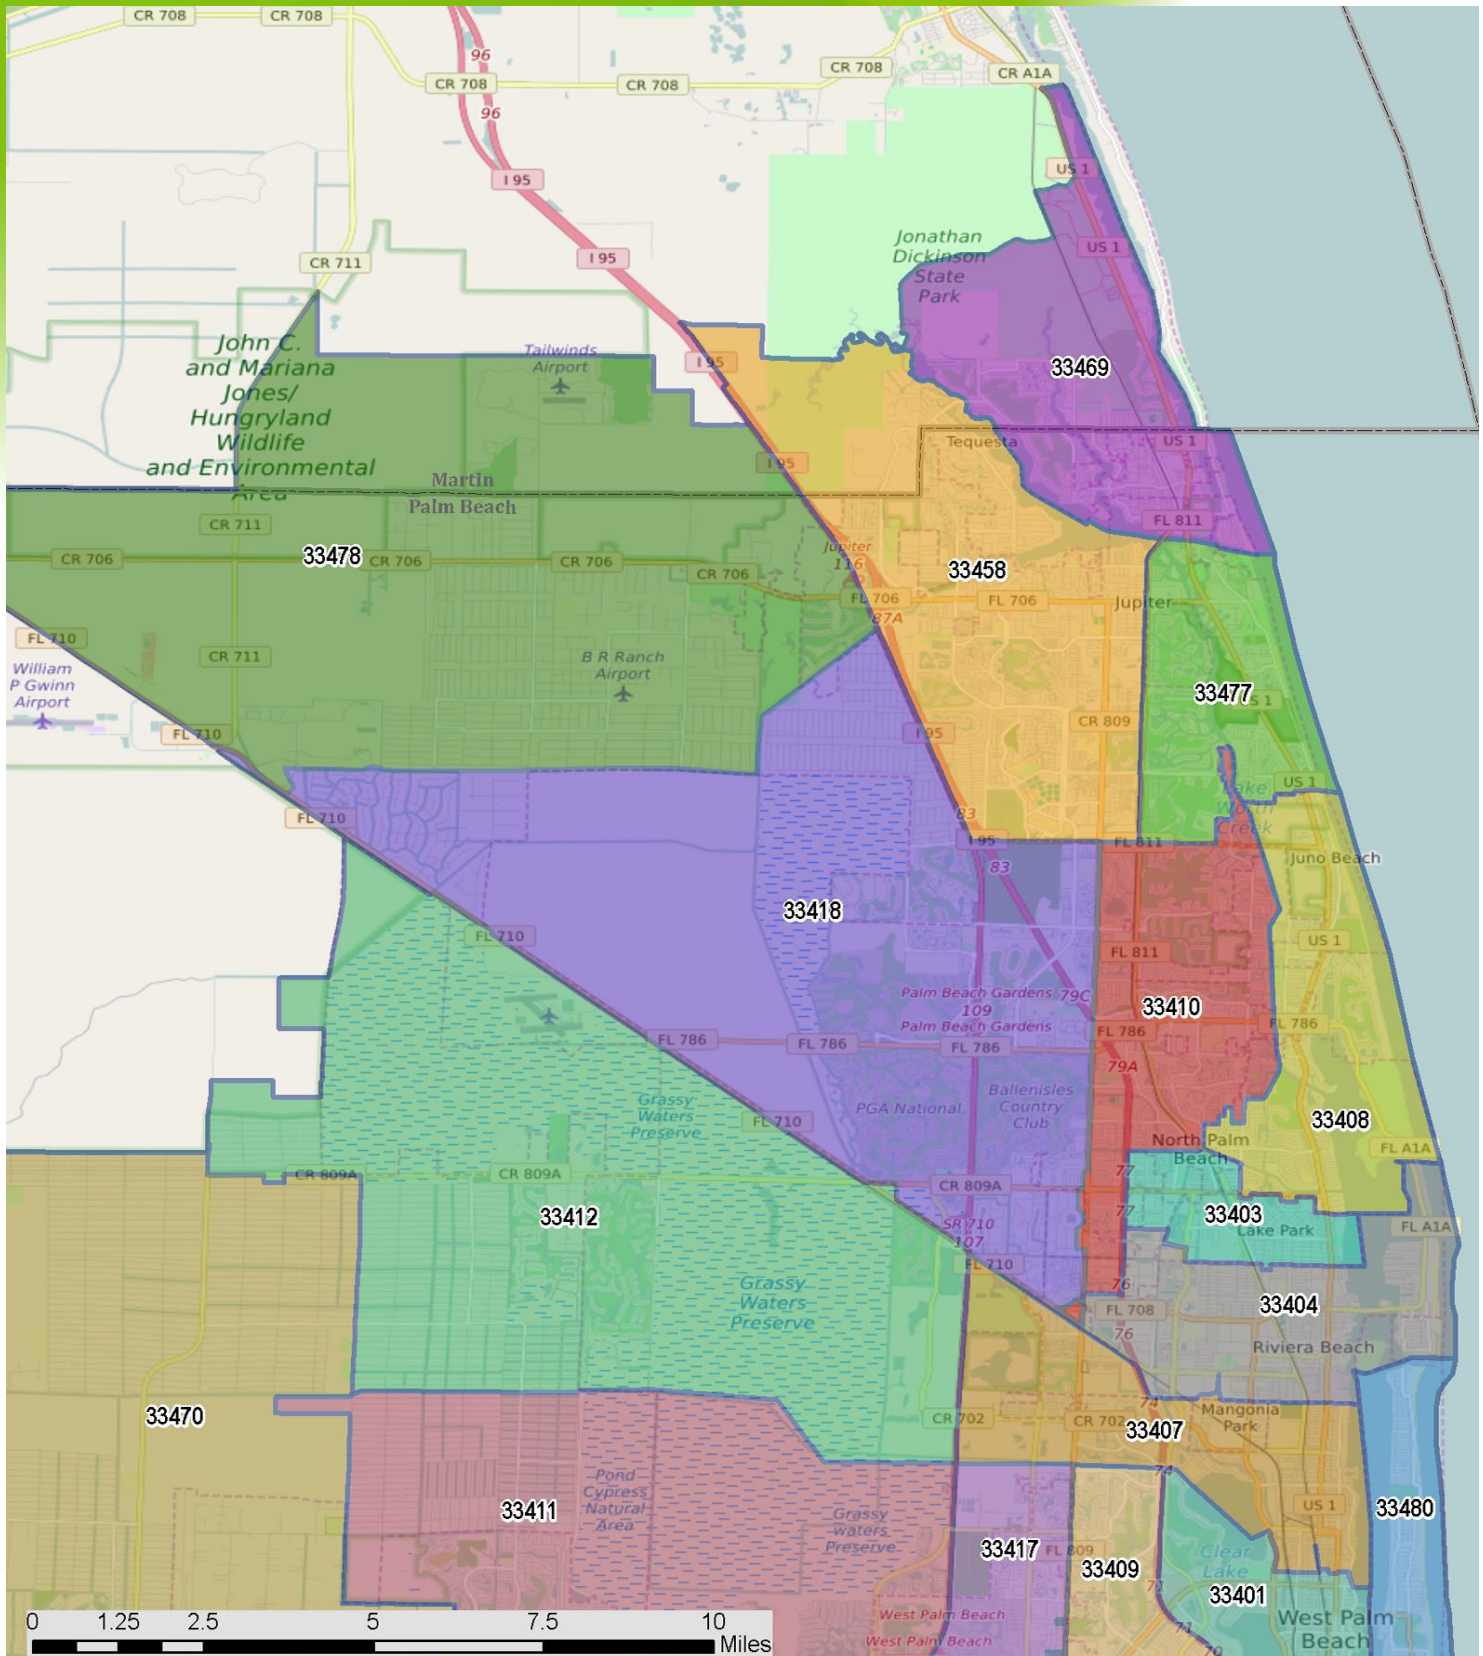 CR 708
CR 708
96
CR 708
CR 708
CR 708
CR A1A
96
I 95
US 1
Jonathan
Dickinson
State
Park
US 1
CR 711
I 95
John C.
and Mariana
Jones/
Hungryland
Wildlife
and Environmental
Area
Tailwinds
Airport
I 95
33469
Tequesta
US 1
I 95
Martin
Palm Beach
CR 711
FL 811
33478
CR 706
CR 706
CR 706
CR 706
Jupiter
116
33458
FL 706
FL 706
Jupiter
87A
FL 710
William
P Gwinn
Airport
CR 711
B R Ranch
Airport
33477
S 1
FL 710
I 95
CR 809
US 1
Lake
Worth
Creek
FL 710
83
I 95
FL 811
83
Juno Beach
33418
FL 710
FL 811
US 1
Palm Beach Gardens
109
Palm Beach Gardens
79C
33410
FL 786
FL 786
FL 786
FL 786
FL 786
79A
Grassy
Waters
Preserve
FL 710
PGA National
Ballenisles
Country
Club
33408
North Palm
Beach
FL A1A
CR 809A
CR 809A
CR 809A
77
33412
SR 710
107
77
33403
Lake Park
FL A1A
FL 710
Grassy
Waters
Preserve
76
FL 708
76
33404
Riviera Beach
33470
CR 702
CR 702
74
33407
Mangonia
Park
74
Pond
Cypress
Natural
Area
33411
Grassy
waters
Preserve
US 1
33480
33417
FL 809
33409
Clear
Lake
71
33401
West Palm Beach
West Palm Beach
71
70
West Palm
Beach
0 1.25 2.5 5 7.5 10
Miles